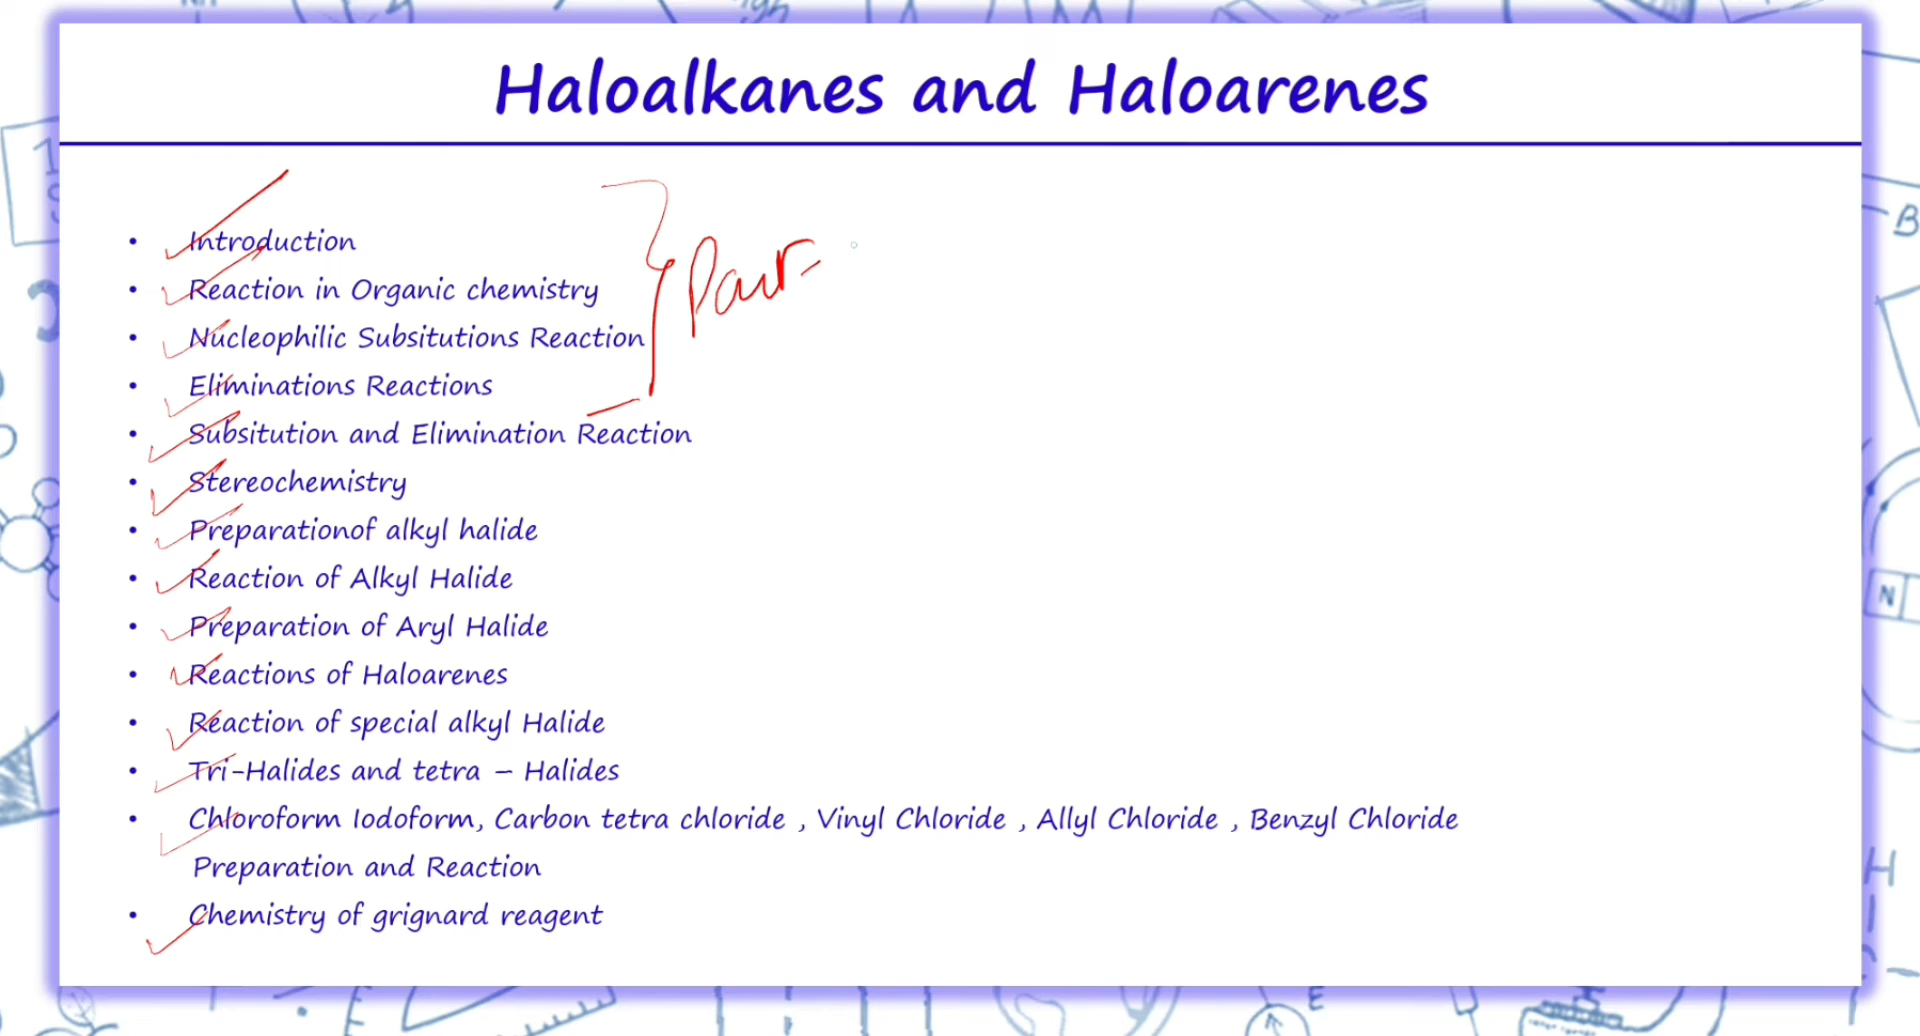 Haloalkanes and Haloarenes
• Introduction
• Reaction in Organic chemistry
• Nucleophilic Subsitutions Reaction
• Eliminations Reactions
• Subsitution and Elimination Reaction
• Stereochemistry
• Preparationof alkyl halide
• Reaction of Alkyl Halide
• Preparation of Aryl Halide
• Reactions of Haloarenes
• Reaction of special alkyl Halide
• Tri-Halides and tetra – Halides
• Chloroform Iodoform, Carbon tetra chloride , Vinyl Chloride , Allyl Chloride , Benzyl Chloride
Preparation and Reaction
• Chemistry of grignard reagent
B
N
H
E